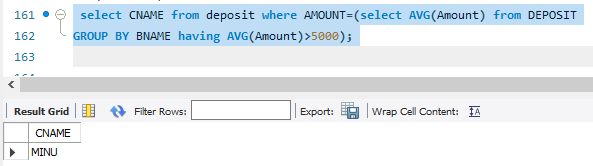 161 select CNAME from deposit where AMOUNT=(select AVG(Amount) from DEPOSIT
162 GROUP BY BNAME having AVG(Amount)>5000);
163
Result Grid Filter Rows: Export: Wrap Cell Content: IA
CNAME
MINU